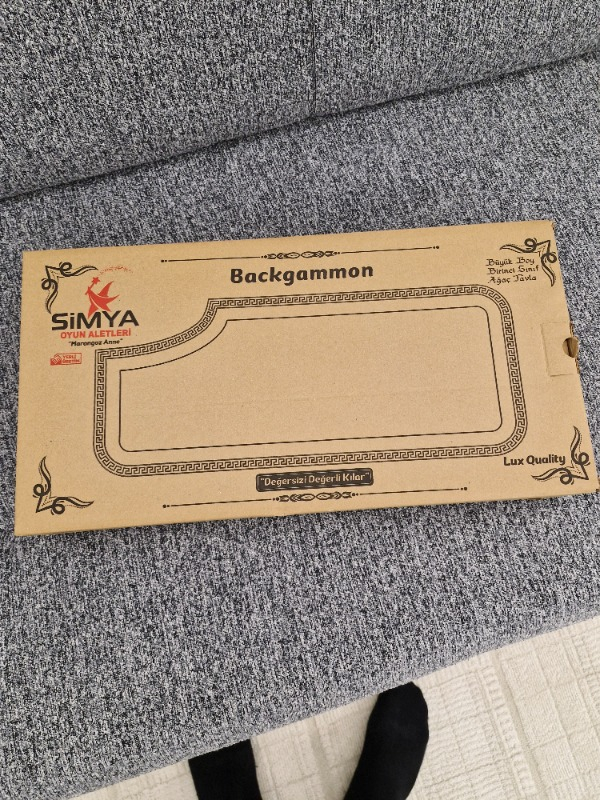 Backgammon
SiMYA
OYUN ALETLERİ
"Marangoz Anne"
Büyük Boy
Birinci Sınıf
Ağaç Tavla
Lux Quality
"Değersizi Değerli Kılar"